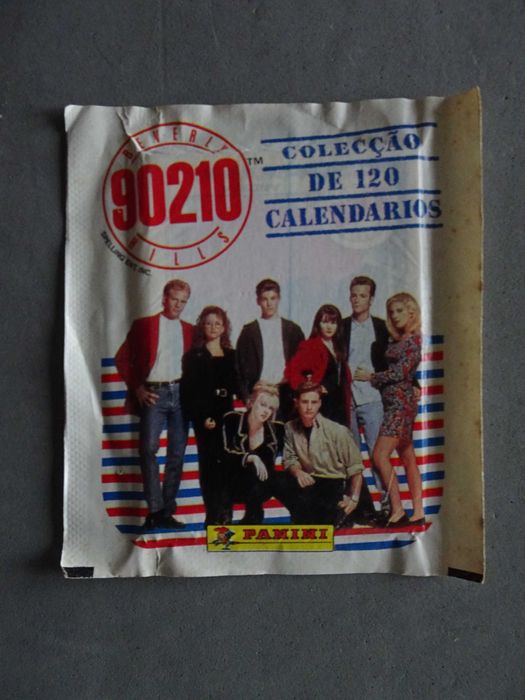 BEVERLY
90210
HILLS
TM
SPELLING ENT. INC.
COLECÇÃO
DE 120
CALENDARIOS
PANINI